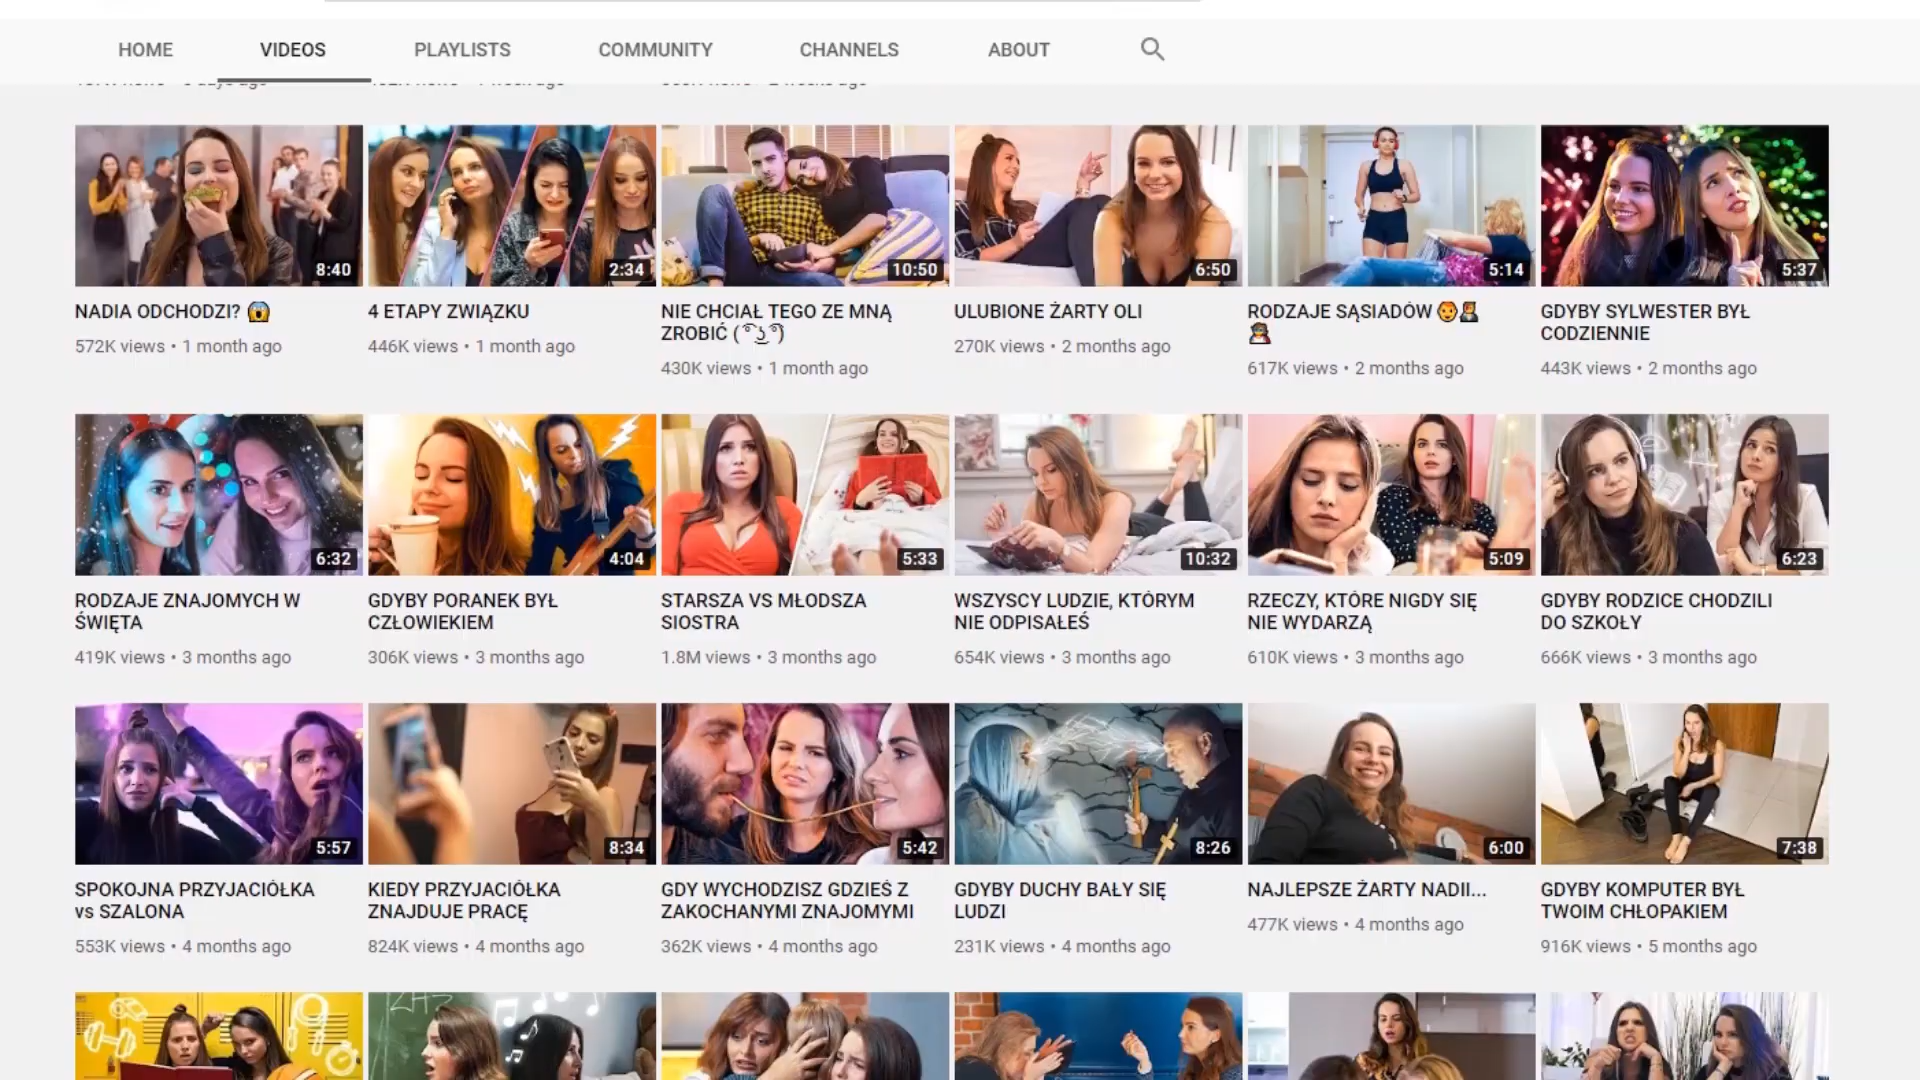 HOME VIDEOS PLAYLISTS COMMUNITY CHANNELS ABOUT
8:40 2:34 10:50 6:50 5:14 5:37
NADIA ODCHODZI? 😱
572K views • 1 month ago
4 ETAPY ZWIĄZKU
446K views • 1 month ago
NIE CHCIAŁ TEGO ZE MNĄ
ZROBIĆ ( ͡° ͜ʖ ͡°)
430K views • 1 month ago
ULUBIONE ŻARTY OLI
270K views • 2 months ago
RODZAJE SĄSIADÓW
617K views • 2 months ago
GDYBY SYLWESTER BYŁ
CODZIENNIE
443K views • 2 months ago
6:32 4:04 5:33 10:32 5:09 6:23
RODZAJE ZNAJOMYCH W
ŚWIĘTA
419K views • 3 months ago
GDYBY PORANEK BYŁ
CZŁOWIEKIEM
306K views • 3 months ago
STARSZA VS MŁODSZA
SIOSTRA
1.8M views • 3 months ago
WSZYSCY LUDZIE, KTÓRYM
NIE ODPISAŁEŚ
654K views • 3 months ago
RZECZY, KTÓRE NIGDY SIĘ
NIE WYDARZĄ
610K views • 3 months ago
GDYBY RODZICE CHODZILI
DO SZKOŁY
666K views • 3 months ago
5:57 8:34 5:42 8:26 6:00 7:38
SPOKOJNA PRZYJACIÓŁKA
vs SZALONA
553K views • 4 months ago
KIEDY PRZYJACIÓŁKA
ZNAJDUJE PRACĘ
824K views • 4 months ago
GDY WYCHODZISZ GDZIEŚ Z
ZAKOCHANYMI ZNAJOMYMI
362K views • 4 months ago
GDYBY DUCHY BAŁY SIĘ
LUDZI
231K views • 4 months ago
NAJLEPSZE ŻARTY NADII...
477K views • 4 months ago
GDYBY KOMPUTER BYŁ
TWOIM CHŁOPAKIEM
916K views • 5 months ago